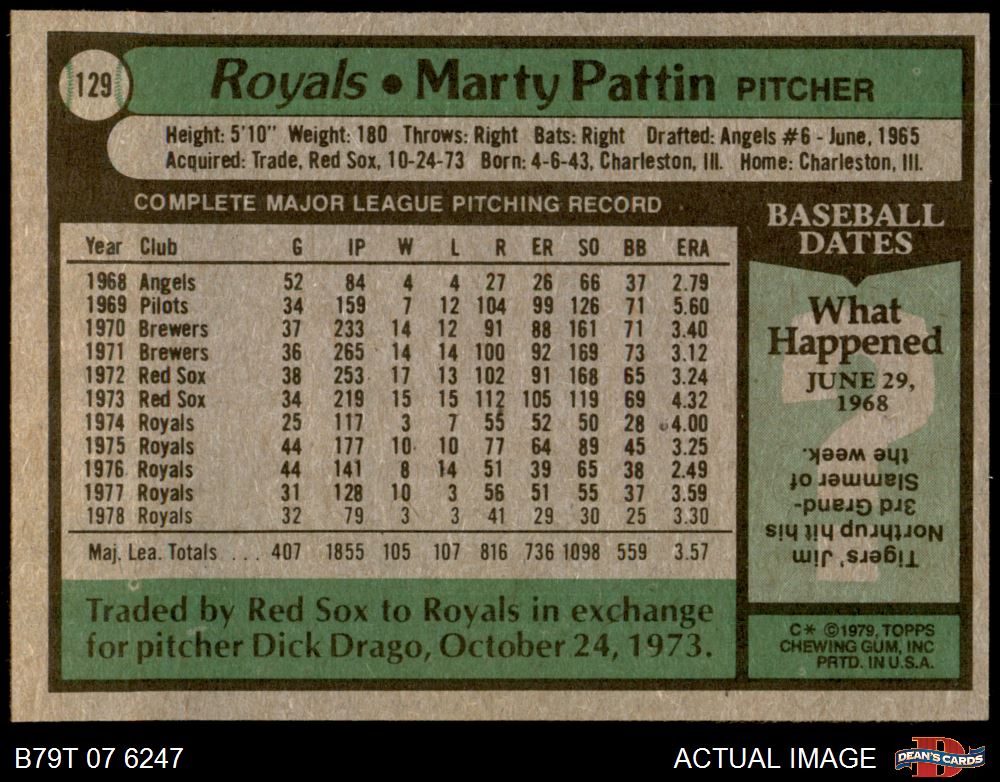 129
Royals • Marty Pattin PITCHER
Height: 5'10" Weight: 180 Throws: Right Bats: Right Drafted: Angels #6 - June, 1965
Acquired: Trade, Red Sox, 10-24-73 Born: 4-6-43, Charleston, Ill. Home: Charleston, Ill.
COMPLETE MAJOR LEAGUE PITCHING RECORD
Year Club G IP W L R ER SO BB ERA
1968 Angels 52 84 4 4 27 26 66 37 2.79
1969 Pilots 34 159 7 12 104 99 126 71 5.60
1970 Brewers 37 233 14 12 91 88 161 71 3.40
1971 Brewers 36 265 14 14 100 92 169 73 3.12
1972 Red Sox 38 253 17 13 102 91 168 65 3.24
1973 Red Sox 34 219 15 15 112 105 119 69 4.32
1974 Royals 25 117 3 7 55 52 50 28 4.00
1975 Royals 44 177 10 10 77 64 89 45 3.25
1976 Royals 44 141 8 14 51 39 65 38 2.49
1977 Royals 31 128 10 3 56 51 55 37 3.59
1978 Royals 32 79 3 3 41 29 30 25 3.30
Maj. Lea. Totals . . . 407 1855 105 107 816 736 1098 559 3.57
Traded by Red Sox to Royals in exchange
for pitcher Dick Drago, October 24, 1973.
BASEBALL
DATES
What
Happened
JUNE 29,
1968
Tigers' Jim
Northrup hit his
3rd Grand-
Slammer of
the week.
C* ©1979, TOPPS
CHEWING GUM, INC
PRTD. IN U.S.A.
B79T 07 6247
ACTUAL IMAGE
D
DEAN'S CARDS